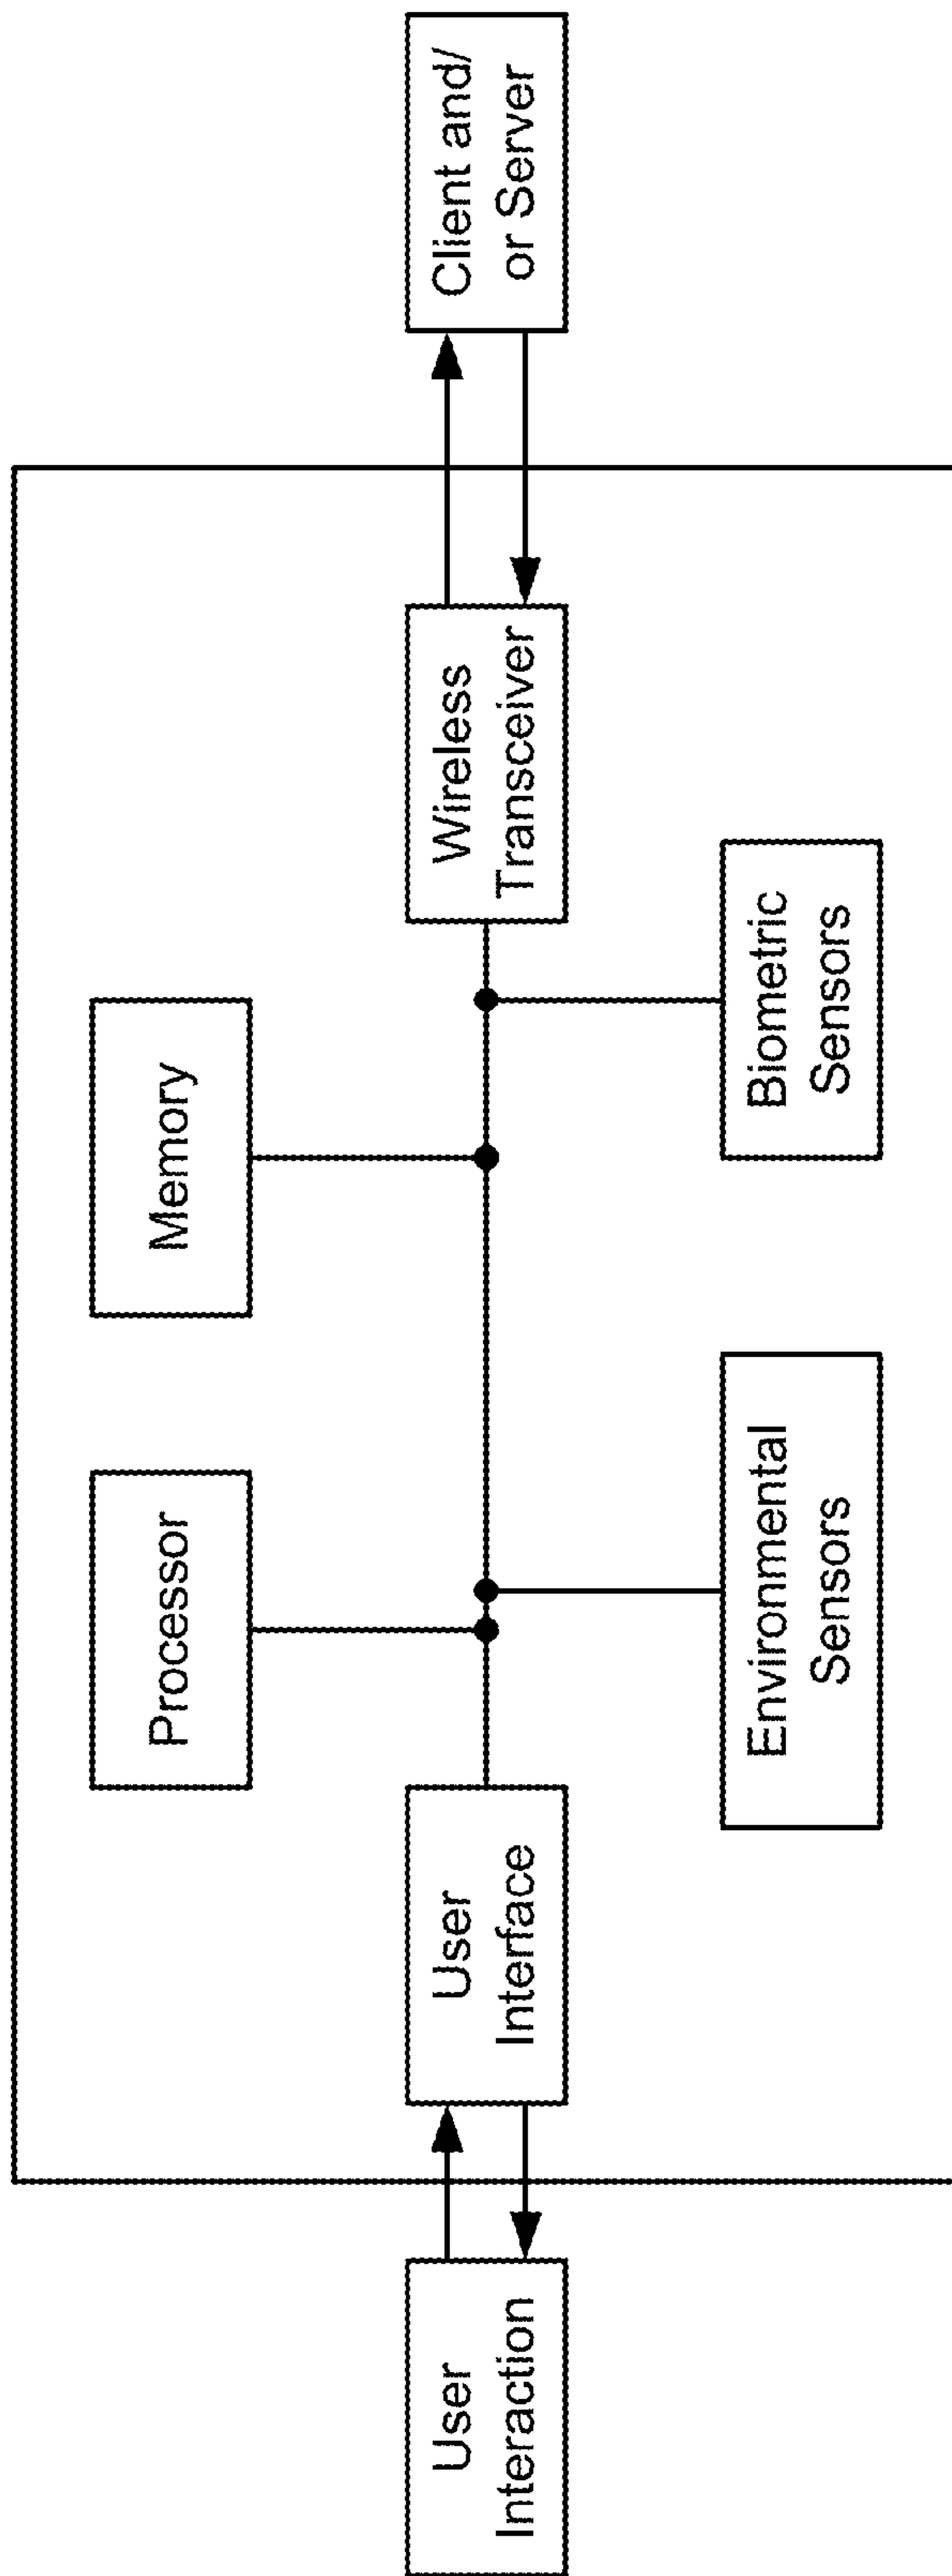 Processor
Memory
User
Interaction
User
Interface
Wireless
Transceiver
Client and/
or Server
Environmental
Sensors
Biometric
Sensors